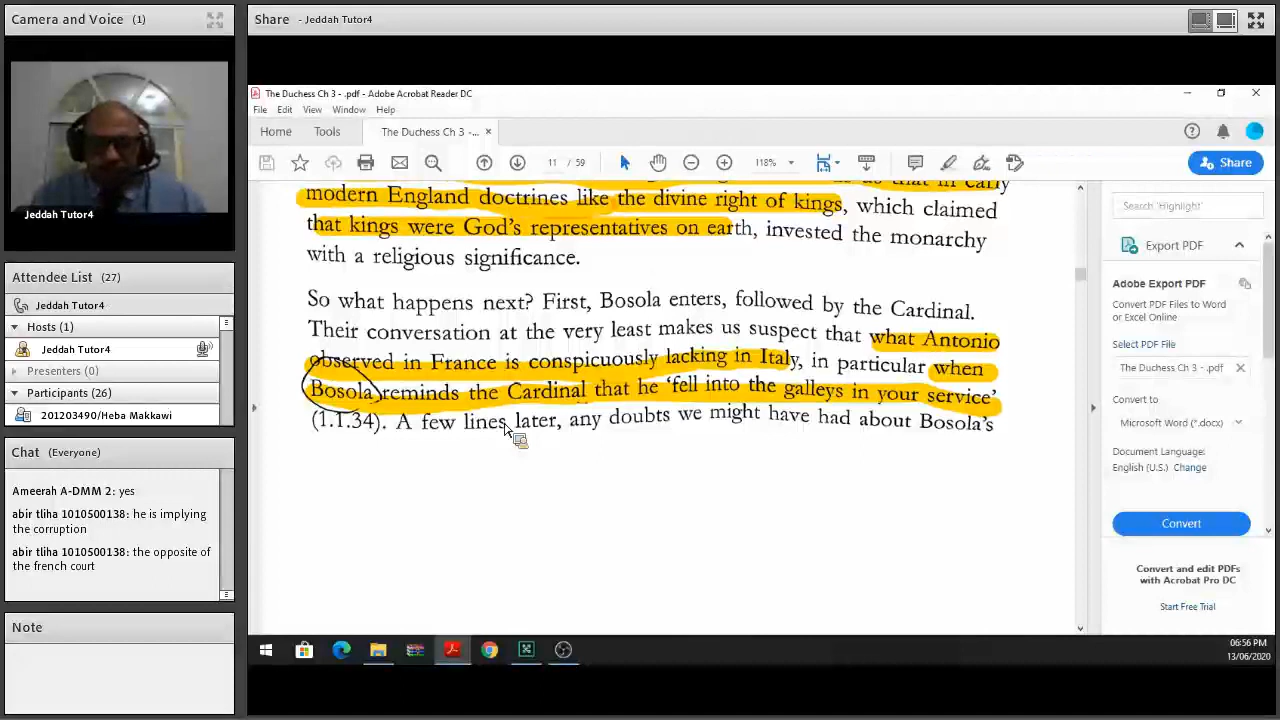 Camera and Voice (1)
Jeddah Tutor4
Attendee List (27)
Jeddah Tutor4
Hosts (1)
Jeddah Tutor4
Presenters (0)
Participants (26)
201203490/Heba Makkawi
Chat (Everyone)
Ameerah A-DMM 2: yes
abir tliha 1010500138: he is implying
the corruption
abir tliha 1010500138: the opposite of
the french court
Note
Share - Jeddah Tutor4
The Duchess Ch 3 - .pdf - Adobe Acrobat Reader DC
File Edit View Window Help
Home Tools The Duchess Ch 3 -... ×
11 / 59 118% Share
that in early
modern England doctrines like the divine right of kings, which claimed
that kings were God's representatives on earth, invested the monarchy
with a religious significance.
So what happens next? First, Bosola enters, followed by the Cardinal.
Their conversation at the very least makes us suspect that what Antonio
observed in France is conspicuously lacking in Italy, in particular when
Bosola reminds the Cardinal that he 'fell into the galleys in your service'
(1.1.34). A few lines later, any doubts we might have had about Bosola's
Search 'Highlight'
Export PDF
Adobe Export PDF
Convert PDF Files to Word
or Excel Online
Select PDF File
The Duchess Ch 3 - .pdf
Convert to
Microsoft Word (*.docx)
Document Language:
English (U.S.) Change
Convert
Convert and edit PDFs
with Acrobat Pro DC
Start Free Trial
06:56 PM
13/06/2020